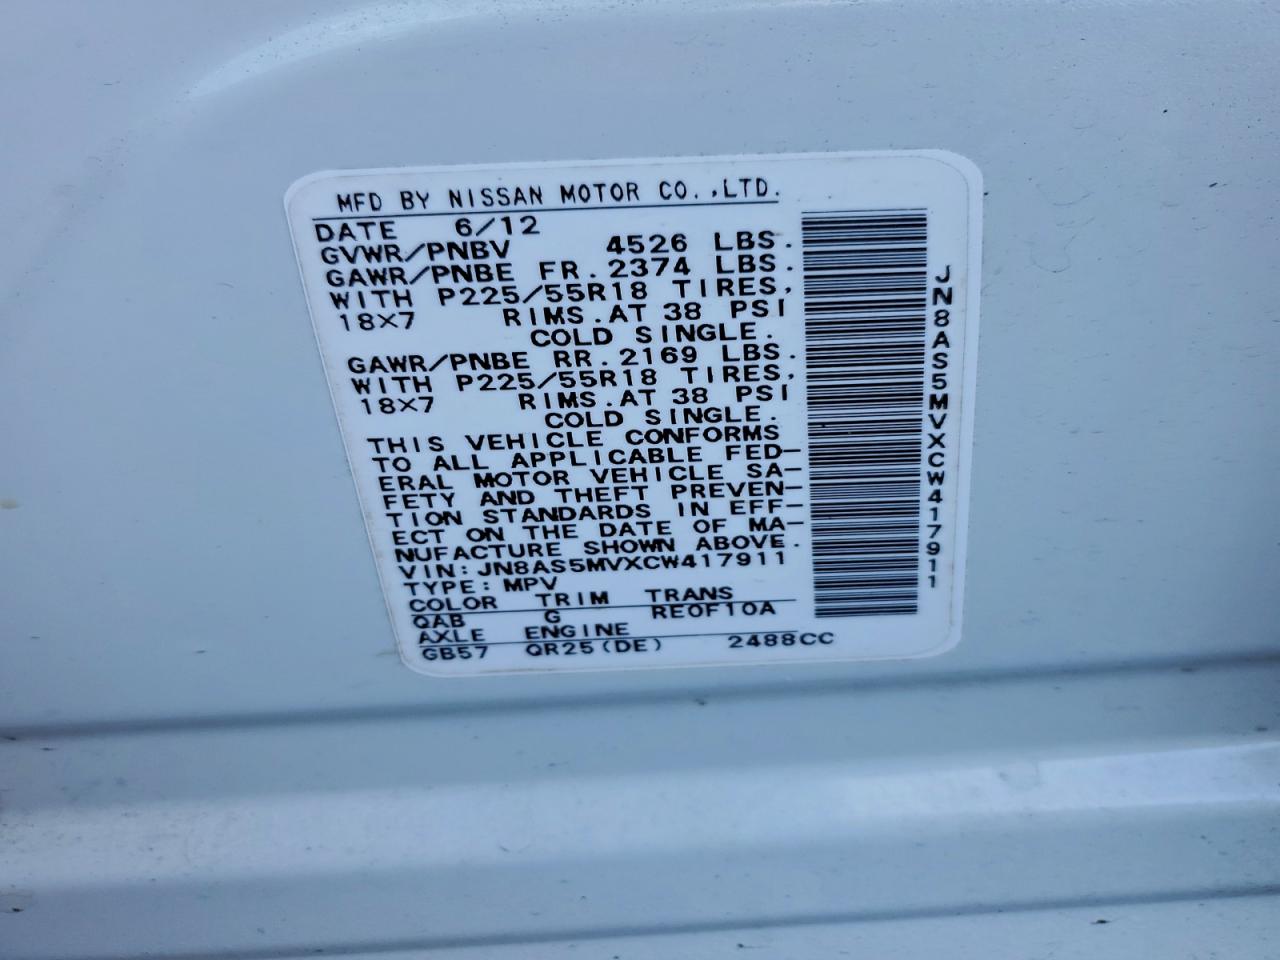 MFD BY NISSAN MOTOR CO.,LTD.
DATE 6/12
GVWR/PNBV 4526 LBS.
GAWR/PNBE FR. 2374 LBS.
WITH P225/55R18 TIRES,
18X7 RIMS.AT 38 PSI
COLD SINGLE.
GAWR/PNBE RR. 2169 LBS.
WITH P225/55R18 TIRES,
18X7 RIMS.AT 38 PSI
COLD SINGLE.
THIS VEHICLE CONFORMS
TO ALL APPLICABLE FED-
ERAL MOTOR VEHICLE SA-
FETY AND THEFT PREVEN-
TION STANDARDS IN EFF-
ECT ON THE DATE OF MA-
NUFACTURE SHOWN ABOVE.
VIN:JN8AS5MVXCW417911
TYPE:MPV
COLOR TRIM TRANS
QAB G RE0F10A
AXLE ENGINE
GB57 QR25(DE) 2488CC
JN8AS5MVXCW417911